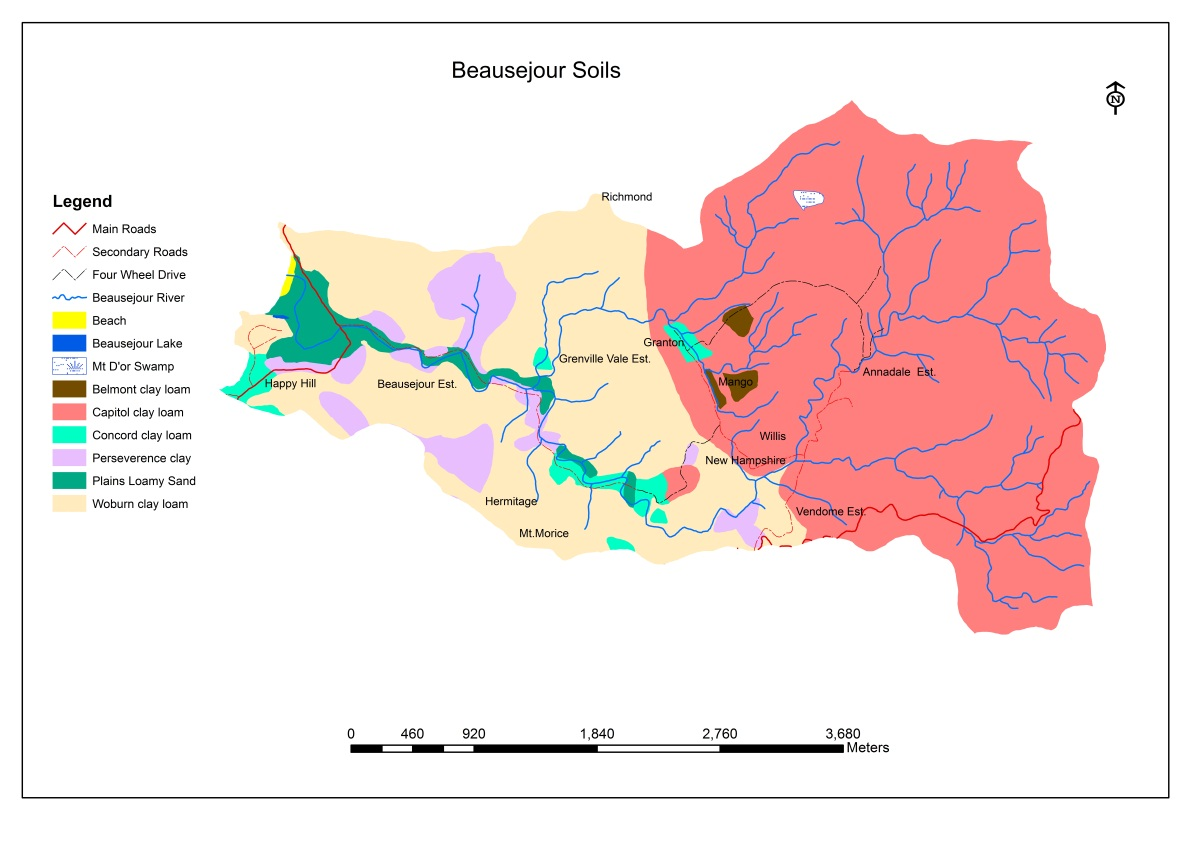 Beausejour Soils
N
Legend
Main Roads
Secondary Roads
Four Wheel Drive
Beausejour River
Beach
Beausejour Lake
Mt D'or Swamp
Belmont clay loam
Capitol clay loam
Concord clay loam
Perseverence clay
Plains Loamy Sand
Woburn clay loam
Richmond
Granton
Grenville Vale Est.
Happy Hill
Beausejour Est.
Mango
Annadale Est.
Willis
New Hampshire
Hermitage
Vendome Est.
Mt.Morice
0 460 920 1,840 2,760 3,680
Meters